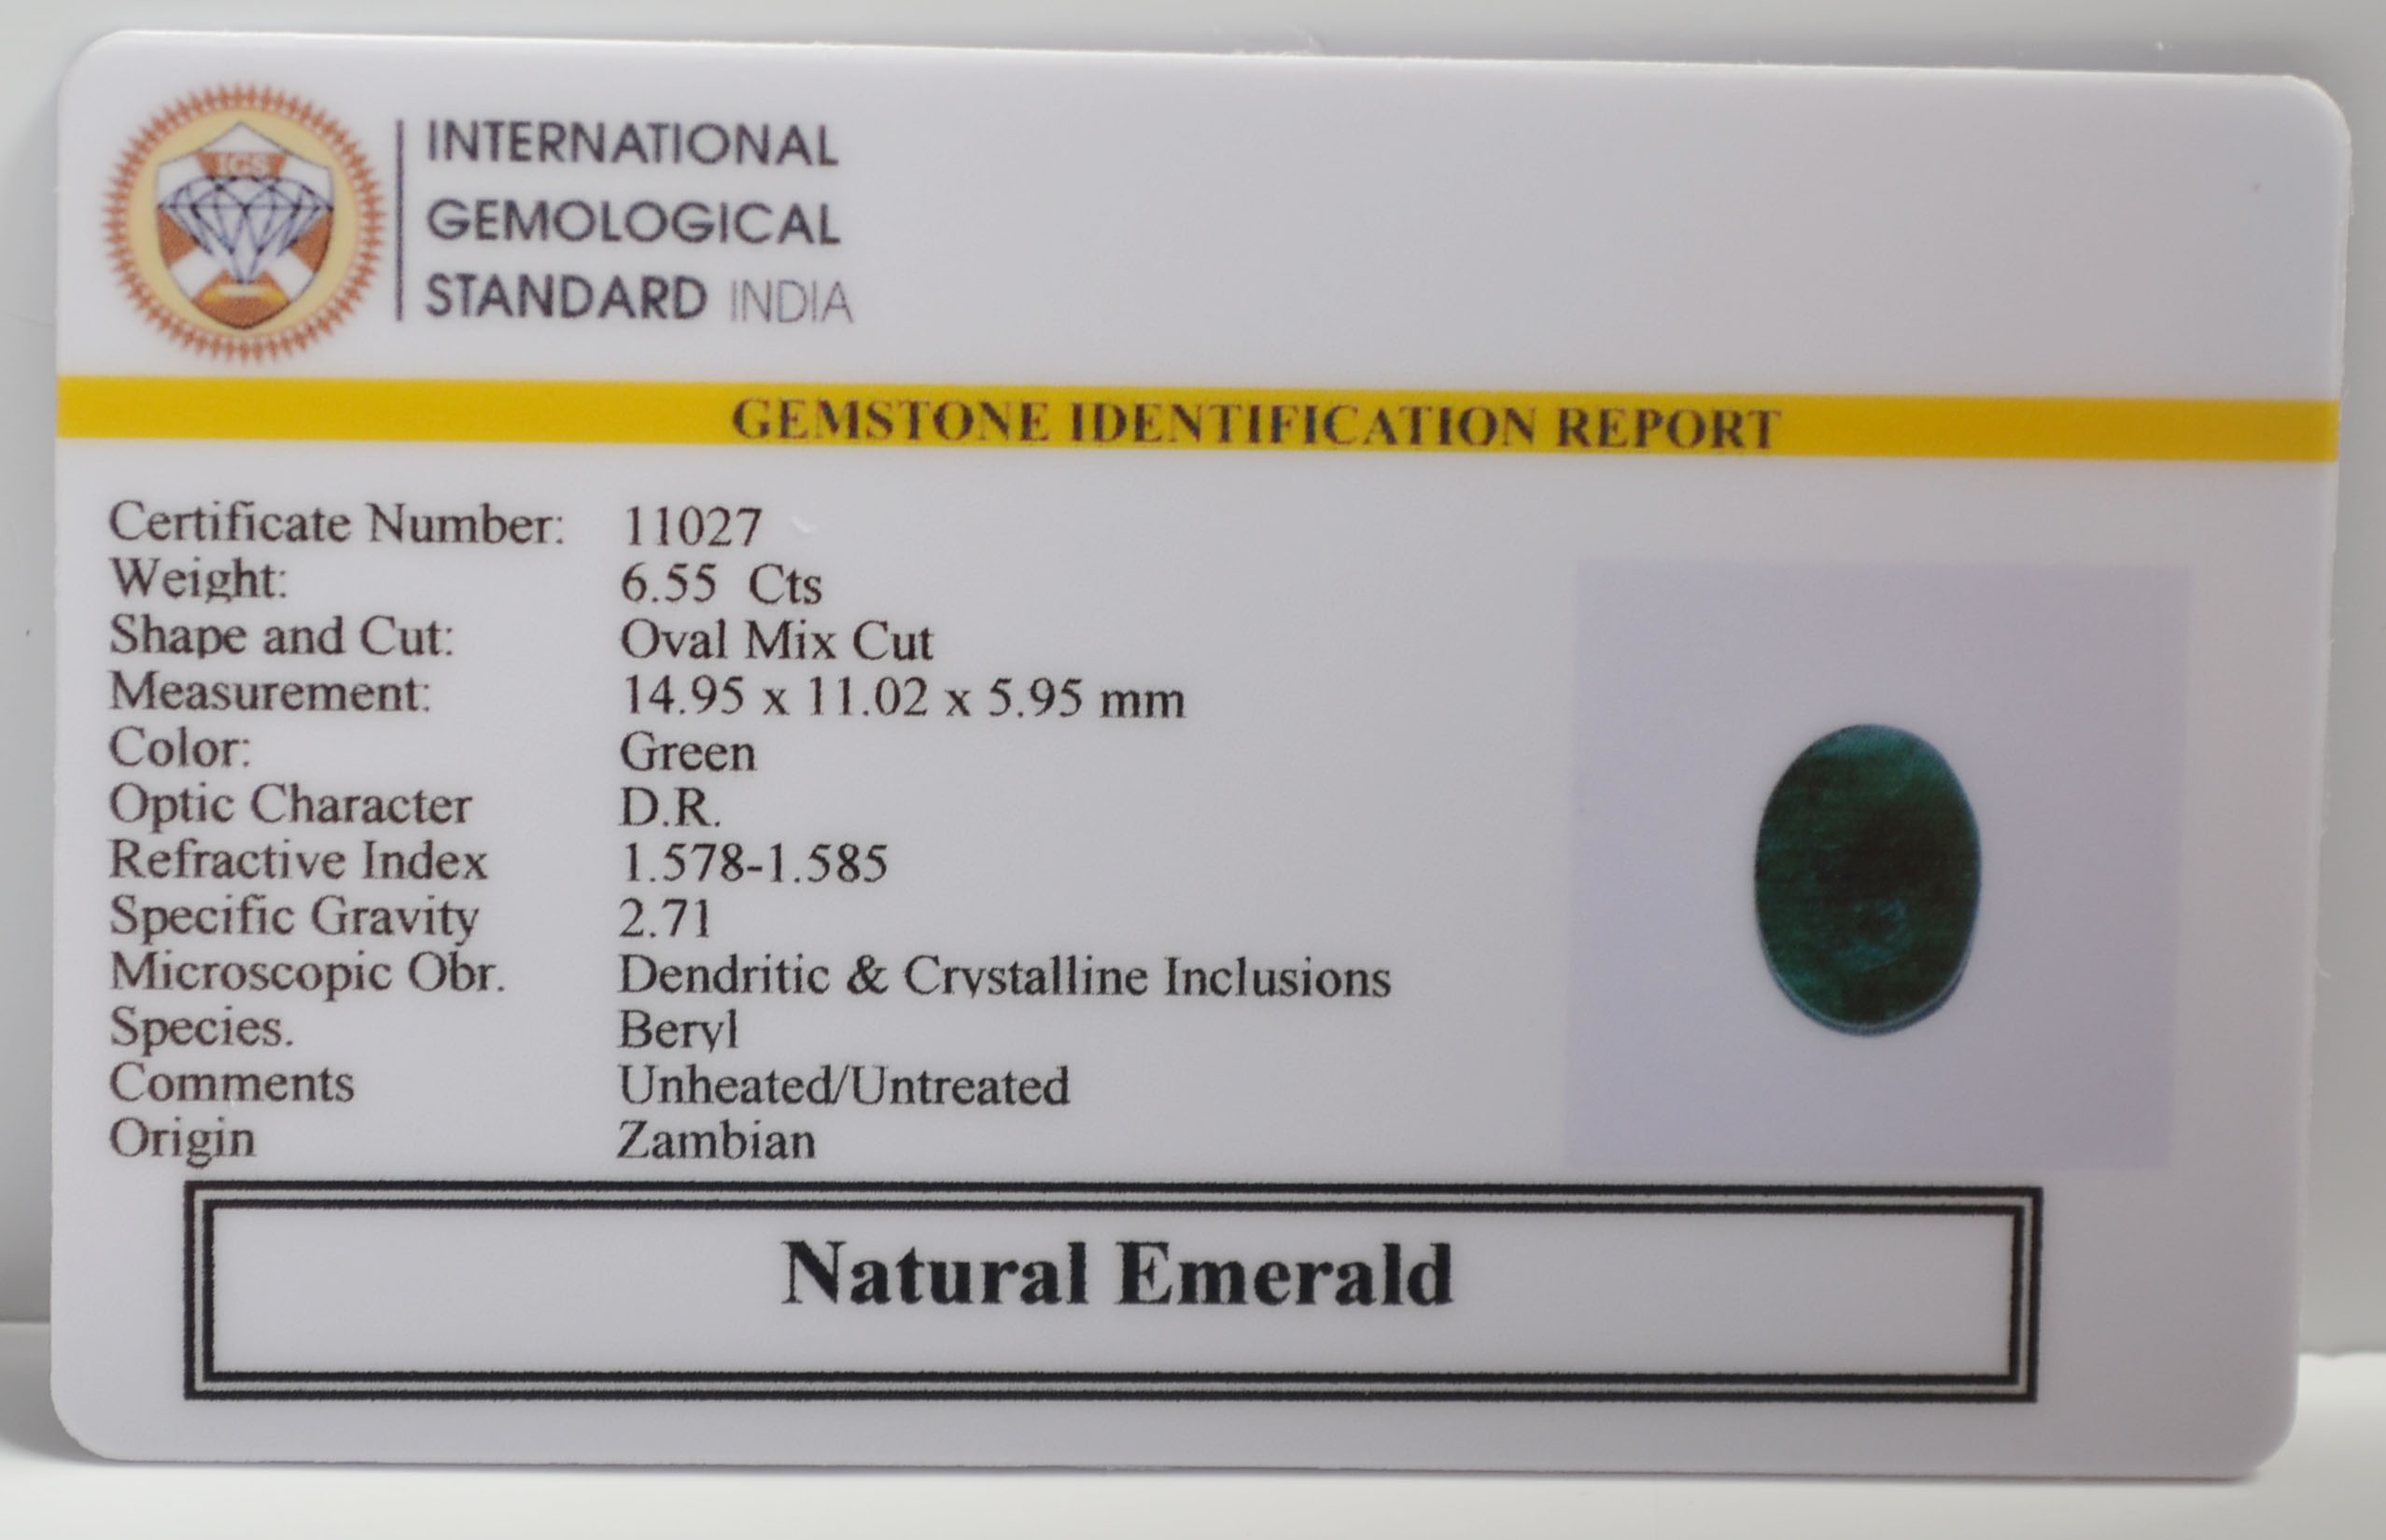 IGS
INTERNATIONAL
GEMOLOGICAL
STANDARD INDIA
GEMSTONE IDENTIFICATION REPORT
Certificate Number: 11027
Weight: 6.55 Cts
Shape and Cut: Oval Mix Cut
Measurement: 14.95 x 11.02 x 5.95 mm
Color: Green
Optic Character D.R.
Refractive Index 1.578-1.585
Specific Gravity 2.71
Microscopic Obr. Dendritic & Crystalline Inclusions
Species. Beryl
Comments Unheated/Untreated
Origin Zambian
Natural Emerald